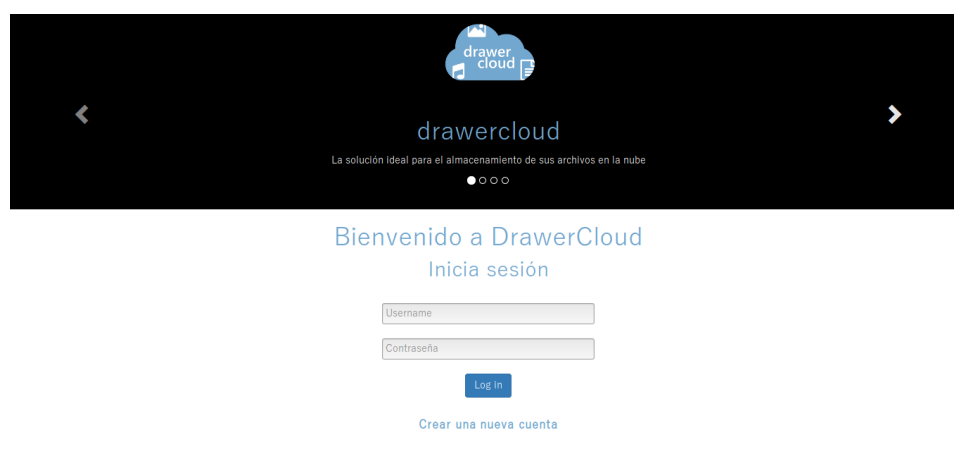 drawer
cloud
drawercloud
La solución ideal para el almacenamiento de sus archivos en la nube
Bienvenido a DrawerCloud
Inicia sesión
Username
Contraseña
Log in
Crear una nueva cuenta